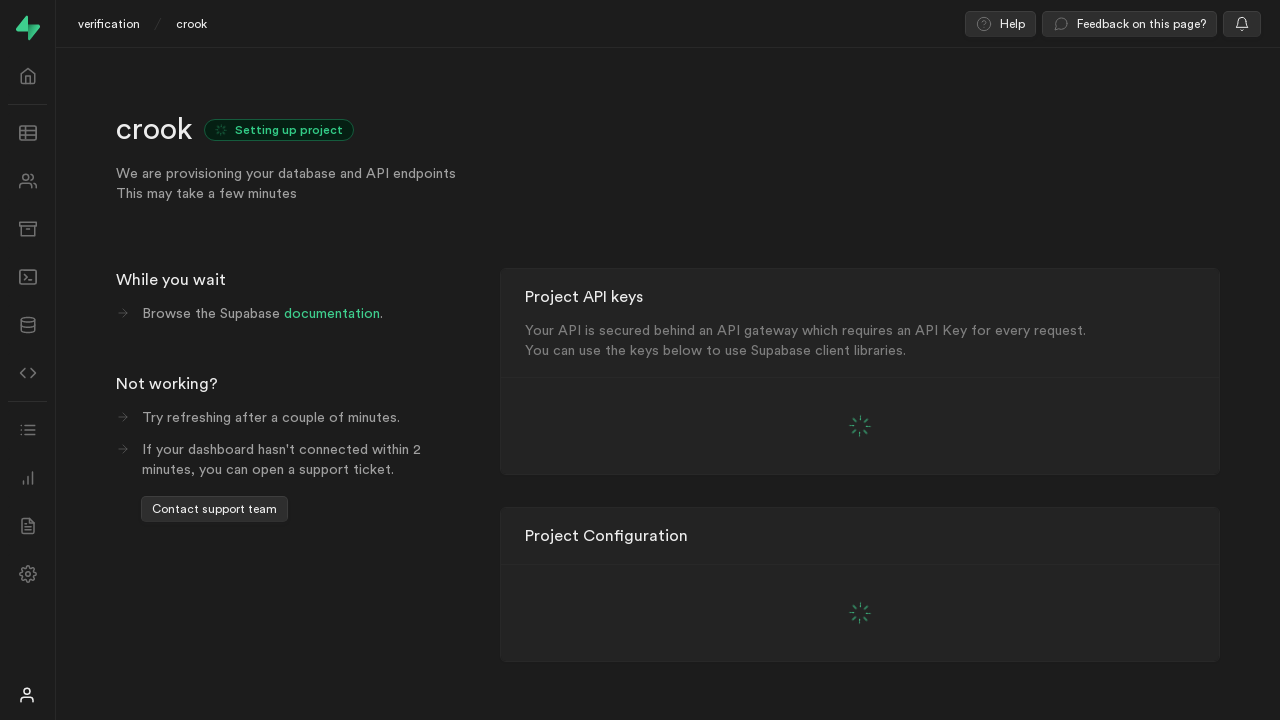 verification / crook
Help
Feedback on this page?
crook
Setting up project
We are provisioning your database and API endpoints
This may take a few minutes
While you wait
Browse the Supabase documentation.
Not working?
Try refreshing after a couple of minutes.
If your dashboard hasn't connected within 2
minutes, you can open a support ticket.
Contact support team
Project API keys
Your API is secured behind an API gateway which requires an API Key for every request.
You can use the keys below to use Supabase client libraries.
Project Configuration